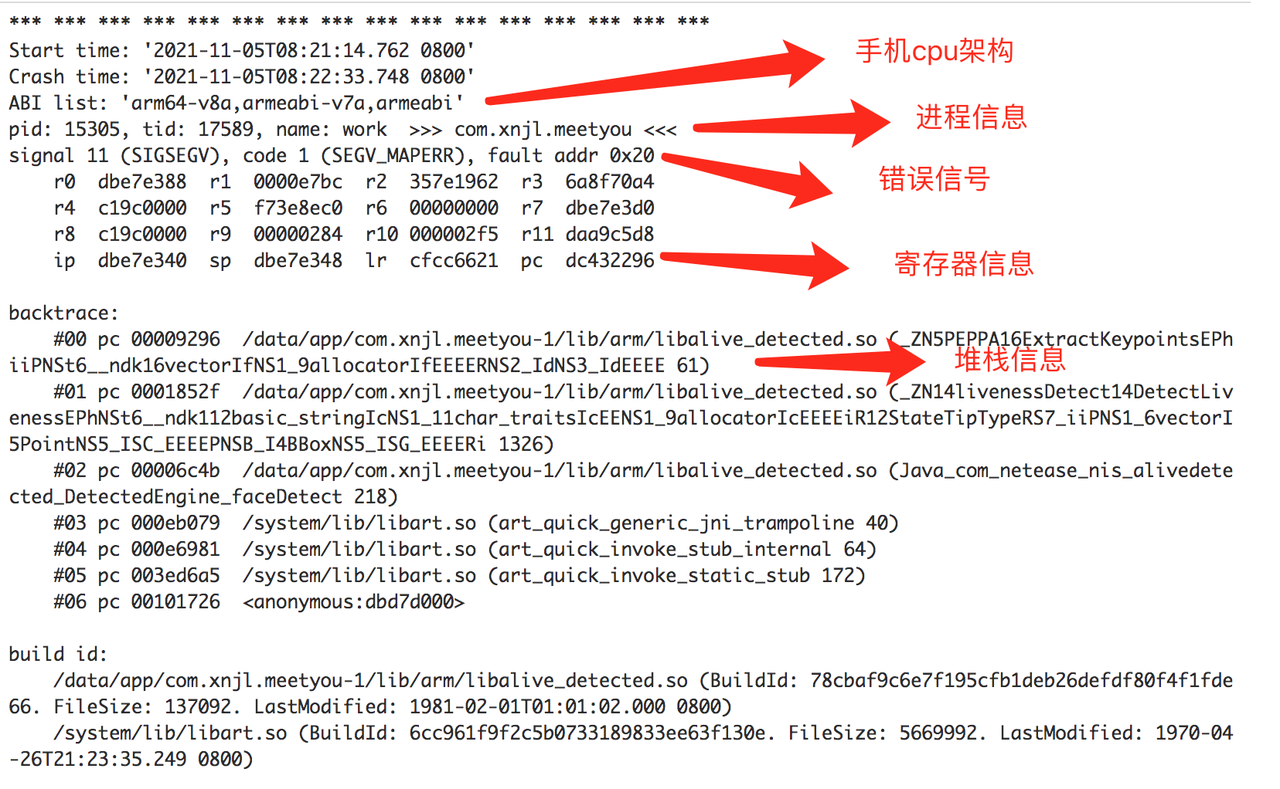 *** *** *** *** *** *** *** *** *** *** *** *** *** *** *** ***
Start time: '2021-11-05T08:21:14.762 0800'
手机cpu架构
Crash time: '2021-11-05T08:22:33.748 0800'
ABI list: 'arm64-v8a,armeabi-v7a,armeabi'
pid: 15305, tid: 17589, name: work  >>> com.xnjl.meetyou <<<
进程信息
signal 11 (SIGSEGV), code 1 (SEGV_MAPERR), fault addr 0x20
错误信号
    r0  dbe7e388  r1  0000e7bc  r2  357e1962  r3  6a8f70a4
    r4  c19c0000  r5  f73e8ec0  r6  00000000  r7  dbe7e3d0
    r8  c19c0000  r9  00000284  r10 000002f5  r11 daa9c5d8
    ip  dbe7e340  sp  dbe7e348  lr  cfcc6621  pc  dc432296
寄存器信息
backtrace:
    #00 pc 00009296  /data/app/com.xnjl.meetyou-1/lib/arm/libalive_detected.so (_ZN5PEPPA16ExtractKeypointsEPh
iiPNSt6__ndk16vectorIfNS1_9allocatorIfEEEERNS2_IdNS3_IdEEEE 61)
堆栈信息
    #01 pc 0001852f  /data/app/com.xnjl.meetyou-1/lib/arm/libalive_detected.so (_ZN14livenessDetect14DetectLiv
enessEPhNSt6__ndk112basic_stringIcNS1_11char_traitsIcEENS1_9allocatorIcEEEEiR12StateTipTypeRS7_iiPNS1_6vectorI
5PointNS5_ISC_EEEEPNSB_I4BBoxNS5_ISG_EEEERi 1326)
    #02 pc 00006c4b  /data/app/com.xnjl.meetyou-1/lib/arm/libalive_detected.so (Java_com_netease_nis_alivedete
cted_DetectedEngine_faceDetect 218)
    #03 pc 000eb079  /system/lib/libart.so (art_quick_generic_jni_trampoline 40)
    #04 pc 000e6981  /system/lib/libart.so (art_quick_invoke_stub_internal 64)
    #05 pc 003ed6a5  /system/lib/libart.so (art_quick_invoke_static_stub 172)
    #06 pc 00101726  <anonymous:dbd7d000>
build id:
    /data/app/com.xnjl.meetyou-1/lib/arm/libalive_detected.so (BuildId: 78cbaf9c6e7f195cfb1deb26defdf80f4f1fde
66. FileSize: 137092. LastModified: 1981-02-01T01:01:02.000 0800)
    /system/lib/libart.so (BuildId: 6cc961f9f2c5b0733189833ee63f130e. FileSize: 5669992. LastModified: 1970-04
-26T21:23:35.249 0800)